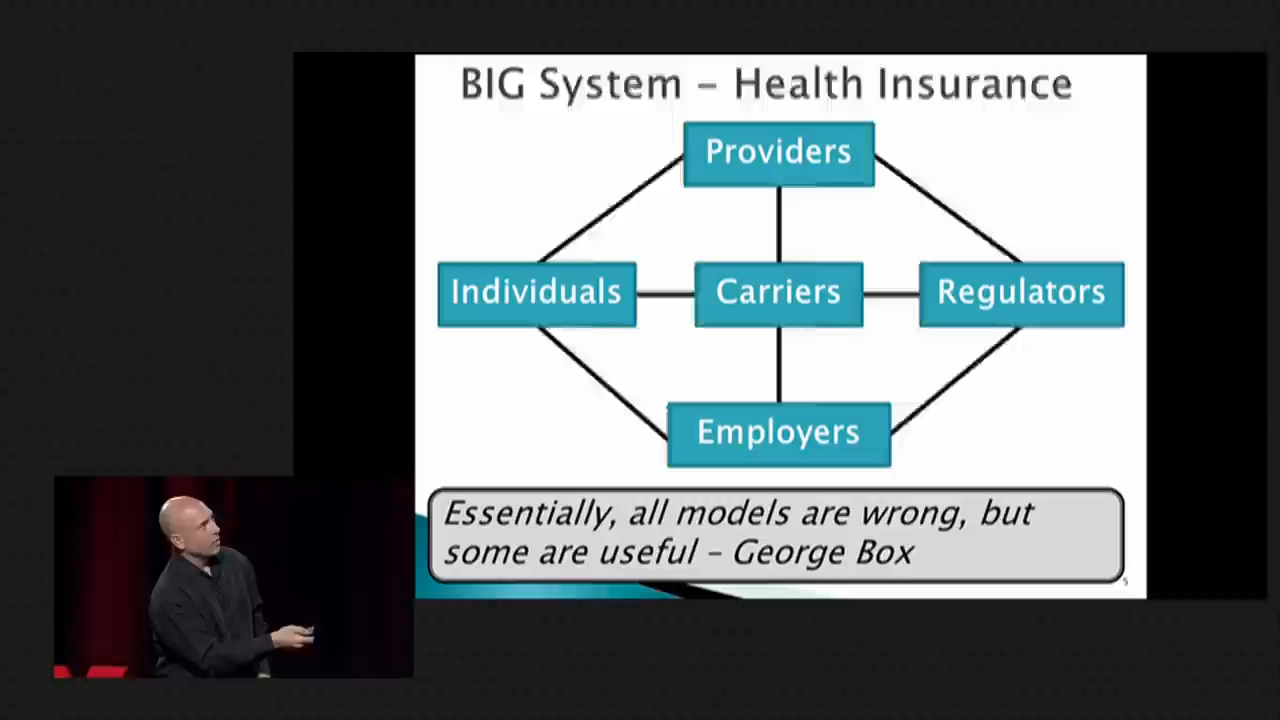 BIG System – Health Insurance
Providers
Individuals
Carriers
Regulators
Employers
Essentially, all models are wrong, but
some are useful – George Box
5